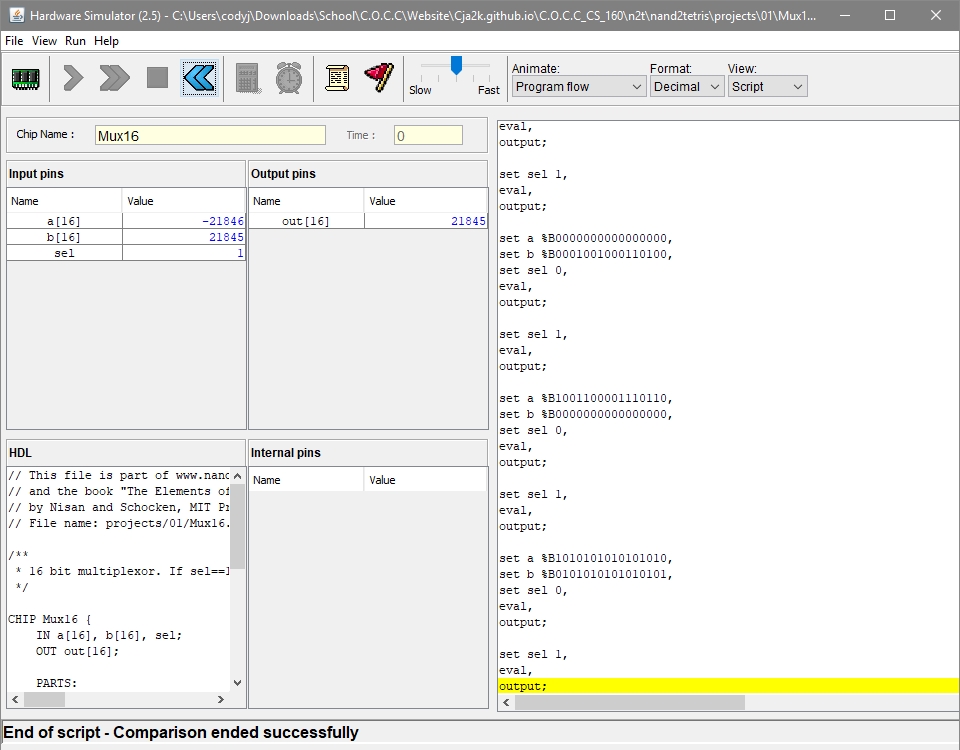 Hardware Simulator (2.5) - C:\Users\codyj\Downloads\School\C.O.C.C\Website\Cja2k.github.io\C.O.C.C_CS_160\n2t\nand2tetris\projects\01\Mux1...
File View Run Help
Slow Fast
Animate: Format: View:
Program flow Decimal Script
Chip Name : Mux16 Time : 0
Input pins
Name Value
a[16] -21846
b[16] 21845
sel 1
Output pins
Name Value
out[16] 21845
HDL
// This file is part of www.nand
// and the book "The Elements of
// by Nisan and Schocken, MIT Pr
// File name: projects/01/Mux16.
/**
* 16 bit multiplexor. If sel==1
*/
CHIP Mux16 {
IN a[16], b[16], sel;
OUT out[16];
PARTS:
Internal pins
Name Value
eval,
output;
set sel 1,
eval,
output;
set a %B0000000000000000,
set b %B0001001000110100,
set sel 0,
eval,
output;
set sel 1,
eval,
output;
set a %B1001100001110110,
set b %B0000000000000000,
set sel 0,
eval,
output;
set sel 1,
eval,
output;
set a %B1010101010101010,
set b %B0101010101010101,
set sel 0,
eval,
output;
set sel 1,
eval,
output;
End of script - Comparison ended successfully